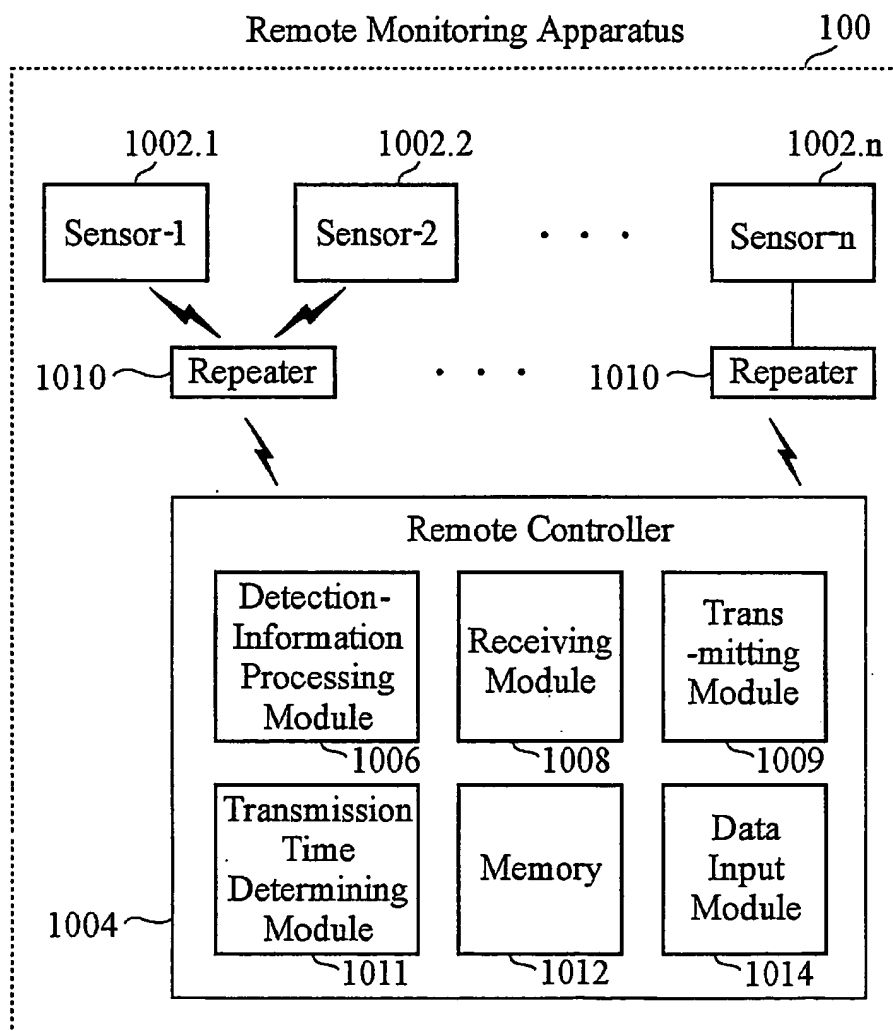 Remote Monitoring Apparatus
100
1002.1
1002.2
1002.n
Sensor-1
Sensor-2
. . .
Sensor-n
1010
Repeater
. . .
1010
Repeater
Remote Controller
Detection-
Information
Processing
Module
1006
Receiving
Module
1008
Trans
-mitting
Module
1009
1004
Transmission
Time
Determining
Module
1011
Memory
1012
Data
Input
Module
1014